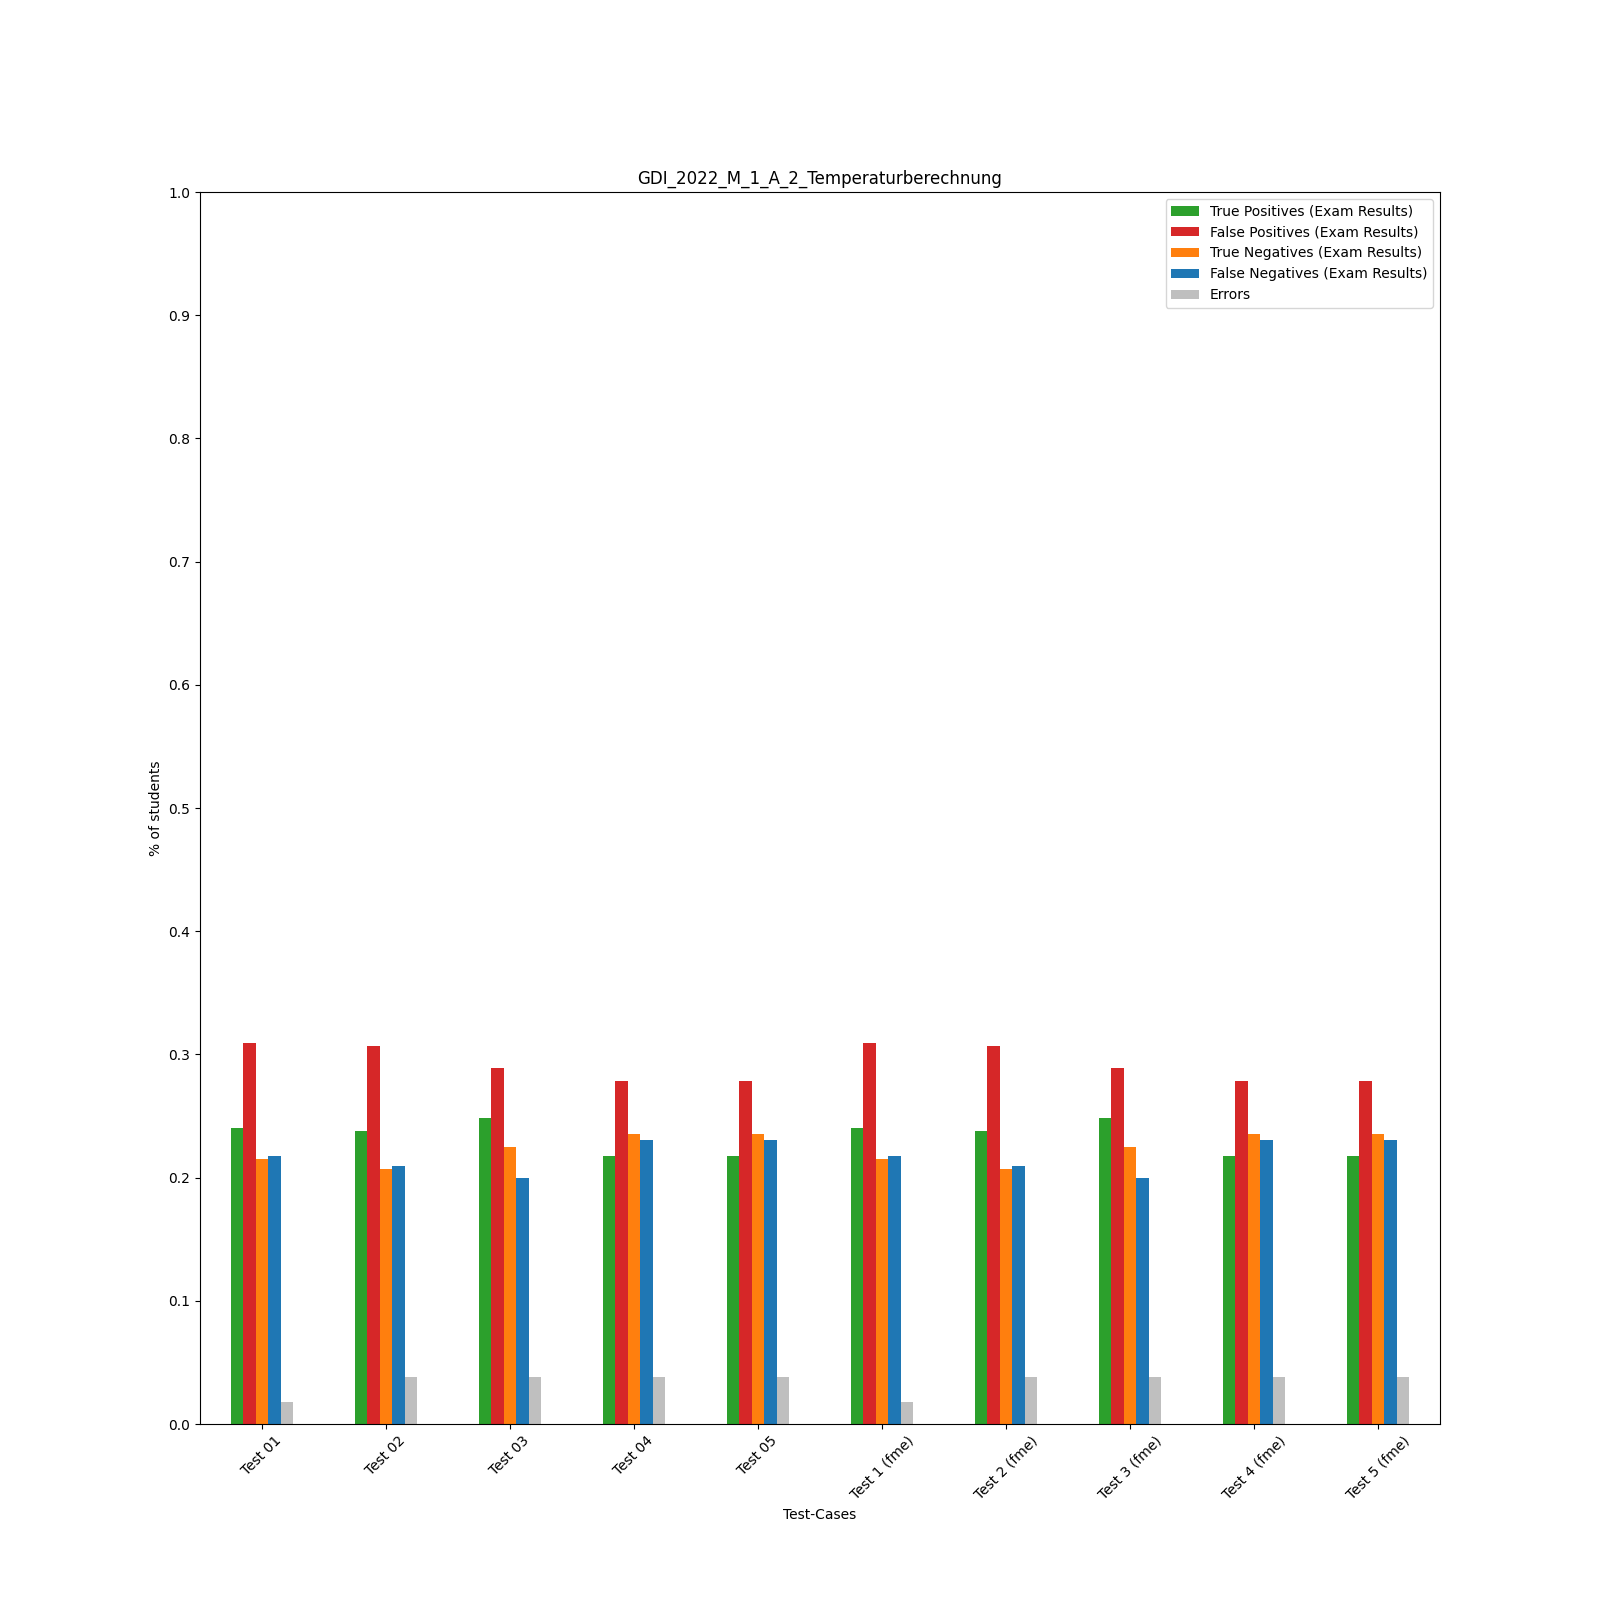 GDI_2022_M_1_A_2_Temperaturberechnung
True Positives (Exam Results)
False Positives (Exam Results)
True Negatives (Exam Results)
False Negatives (Exam Results)
Errors
% of students
1.0
0.9
0.8
0.7
0.6
0.5
0.4
0.3
0.2
0.1
0.0
Test 01
Test 02
Test 03
Test 04
Test 05
Test 1 (fme)
Test 2 (fme)
Test 3 (fme)
Test 4 (fme)
Test 5 (fme)
Test-Cases